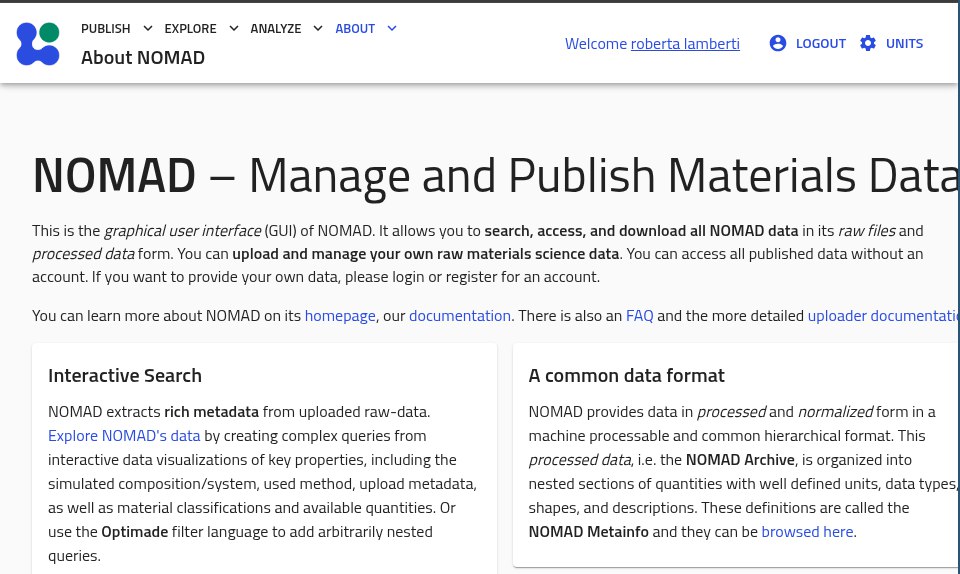 PUBLISH EXPLORE ANALYZE ABOUT
About NOMAD
Welcome roberta lamberti LOGOUT UNITS
NOMAD – Manage and Publish Materials Data
This is the graphical user interface (GUI) of NOMAD. It allows you to search, access, and download all NOMAD data in its raw files and
processed data form. You can upload and manage your own raw materials science data. You can access all published data without an
account. If you want to provide your own data, please login or register for an account.
You can learn more about NOMAD on its homepage, our documentation. There is also an FAQ and the more detailed uploader documentati
Interactive Search
NOMAD extracts rich metadata from uploaded raw-data.
Explore NOMAD's data by creating complex queries from
interactive data visualizations of key properties, including the
simulated composition/system, used method, upload metadata,
as well as material classifications and available quantities. Or
use the Optimade filter language to add arbitrarily nested
queries.
A common data format
NOMAD provides data in processed and normalized form in a
machine processable and common hierarchical format. This
processed data, i.e. the NOMAD Archive, is organized into
nested sections of quantities with well defined units, data types,
shapes, and descriptions. These definitions are called the
NOMAD Metainfo and they can be browsed here.